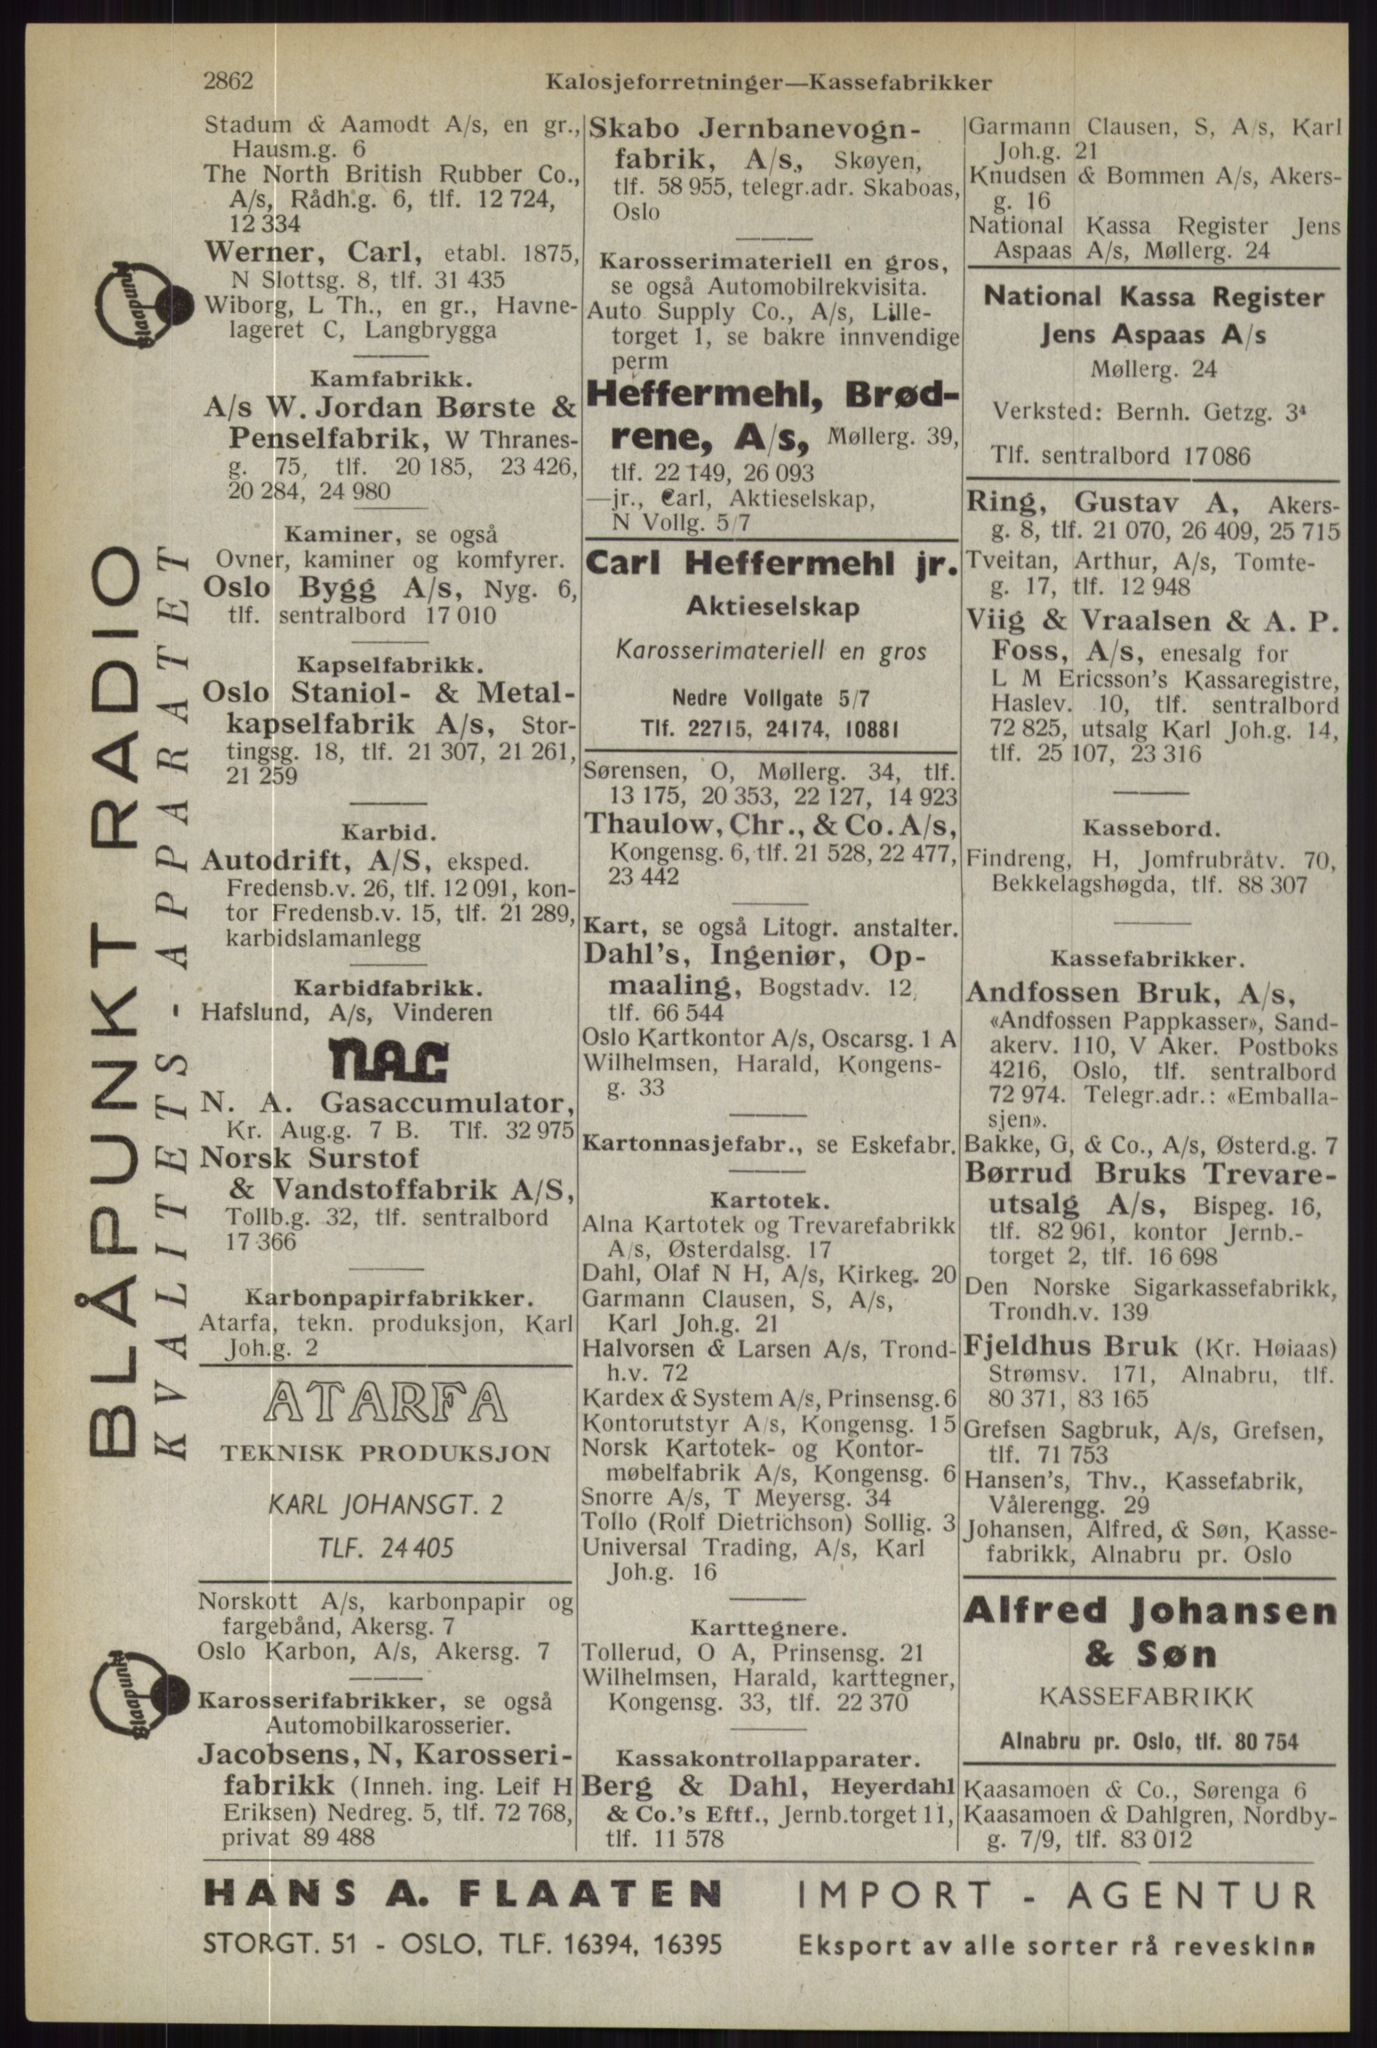 2862
Kalosjeforretninger—Kassefabrikker
Stadum & Aamodt A/s, en gr.,
Hausm.g. 6
The North British Rubber Co.,
A/s, Rådh.g. 6, tlf. 12 724,
12 334
Werner, Carl, etabl. 1875,
N Slottsg. 8, tlf. 31 435
Wiborg, L Th., en gr., Havne-
lageret C, Langbrygga
Kamfabrikk.
A/s W. Jordan Børste &
Penselfabrik, W Thranes-
g. 75, tlf. 20 185, 23 426,
20 284, 24 980
Kaminer, se også
Ovner, kaminer og komfyrer.
Oslo Bygg A/s, Nyg. 6,
tlf. sentralbord 17 010
Kapselfabrikk.
Oslo Staniol- & Metal-
kapselfabrik A/s, Stor-
tingsg. 18, tlf. 21 307, 21 261,
21 259
Karbid.
Autodrift, A/S, eksped.
Fredensb.v. 26, tlf. 12 091, kon-
tor Fredensb.v. 15, tlf. 21 289,
karbidslamanlegg
Karbidfabrikk.
Hafslund, A/s, Vinderen
NAC
N. A. Gasaccumulator,
Kr. Aug.g. 7 B. Tlf. 32 975
Norsk Surstof
& Vandstoffabrik A/S,
Tollb.g. 32, tlf. sentralbord
17 366
Karbonpapirfabrikker.
Atarfa, tekn. produksjon, Karl
Joh.g. 2
ATARFA
TEKNISK PRODUKSJON
KARL JOHANSGT. 2
TLF. 24 405
Norskott A/s, karbonpapir og
fargebånd, Akersg. 7
Oslo Karbon, A/s, Akersg. 7
Karosserifabrikker, se også
Automobilkarosserier.
Jacobsens, N, Karosseri-
fabrikk (Inneh. ing. Leif H
Eriksen) Nedreg. 5, tlf. 72 768,
privat 89 488
Skabo Jernbanevogn-
fabrik, A/s, Skøyen,
tlf. 58 955, telegr.adr. Skaboas,
Oslo
Karosserimateriell en gros,
se også Automobilrekvisita.
Auto Supply Co., A/s, Lille-
torget 1, se bakre innvendige
perm
Heffermehl, Brød-
rene, A/s, Møllerg. 39,
tlf. 22 149, 26 093
—jr., Carl, Aktieselskap,
N Vollg. 5/7
Carl Heffermehl jr.
Aktieselskap
Karosserimateriell en gros
Nedre Vollgate 5/7
Tlf. 22715, 24174, 10881
Sørensen, O, Møllerg. 34, tlf.
13 175, 20 353, 22 127, 14 923
Thaulow, Chr., & Co. A/s,
Kongensg. 6, tlf. 21 528, 22 477,
23 442
Kart, se også Litogr. anstalter.
Dahl's, Ingeniør, Op-
maaling, Bogstadv. 12,
tlf. 66 544
Oslo Kartkontor A/s, Oscarsg. 1 A
Wilhelmsen, Harald, Kongens-
g. 33
Kartonnasjefabr., se Eskefabr.
Kartotek.
Alna Kartotek og Trevarefabrikk
A/s, Østerdalsg. 17
Dahl, Olaf N H, A/s, Kirkeg. 20
Garmann Clausen, S, A/s,
Karl Joh.g. 21
Halvorsen & Larsen A/s, Trond-
h.v. 72
Kardex & System A/s, Prinsensg. 6
Kontorutstyr A/s, Kongensg. 15
Norsk Kartotek- og Kontor-
møbelfabrik A/s, Kongensg. 6
Snorre A/s, T Meyersg. 34
Tollo (Rolf Dietrichson) Sollig. 3
Universal Trading, A/s, Karl
Joh.g. 16
Karttegnere.
Tollerud, O A, Prinsensg. 21
Wilhelmsen, Harald, karttegner,
Kongensg. 33, tlf. 22 370
Kassakontrollapparater.
Berg & Dahl, Heyerdahl
& Co.'s Eftf., Jernb.torget 11,
tlf. 11 578
Garmann Clausen, S, A/s, Karl
Joh.g. 21
Knudsen & Bommen A/s, Akers-
g. 16
National Kassa Register Jens
Aspaas A/s, Møllerg. 24
National Kassa Register
Jens Aspaas A/s
Møllerg. 24
Verksted: Bernh. Getzg. 3ª
Tlf. sentralbord 17086
Ring, Gustav A, Akers-
g. 8, tlf. 21 070, 26 409, 25 715
Tveitan, Arthur, A/s, Tomte-
g. 17, tlf. 12 948
Viig & Vraalsen & A. P.
Foss, A/s, enesalg for
L M Ericsson's Kassaregistre,
Haslev. 10, tlf. sentralbord
72 825, utsalg Karl Joh.g. 14,
tlf. 25 107, 23 316
Kassebord.
Findreng, H, Jomfrubråtv. 70,
Bekkelagshøgda, tlf. 88 307
Kassefabrikker.
Andfossen Bruk, A/s,
«Andfossen Pappkasser», Sand-
akerv. 110, V Aker. Postboks
4216, Oslo, tlf. sentralbord
72 974. Telegr.adr.: «Emballa-
sjen».
Bakke, G, & Co., A/s, Østerd.g. 7
Børrud Bruks Trevare-
utsalg A/s, Bispeg. 16,
tlf. 82 961, kontor Jernb.-
torget 2, tlf. 16 698
Den Norske Sigarkassefabrikk,
Trondh.v. 139
Fjeldhus Bruk (Kr. Høiaas)
Strømsv. 171, Alnabru, tlf.
80 371, 83 165
Grefsen Sagbruk, A/s, Grefsen,
tlf. 71 753
Hansen's, Thv., Kassefabrik,
Vålerengg. 29
Johansen, Alfred, & Søn, Kasse-
fabrikk, Alnabru pr. Oslo
Alfred Johansen
& Søn
KASSEFABRIKK
Alnabru pr. Oslo, tlf. 80 754
Kaasamoen & Co., Sørenga 6
Kaasamoen & Dahlgren, Nordby-
g. 7/9, tlf. 83 012
BLÅPUNKT RADIO
KVALITETS-APPARATET
Blaapunkt
Blaapunkt
HANS A. FLAATEN
IMPORT - AGENTUR
STORGT. 51 - OSLO, TLF. 16394, 16395
Eksport av alle sorter rå reveskinn